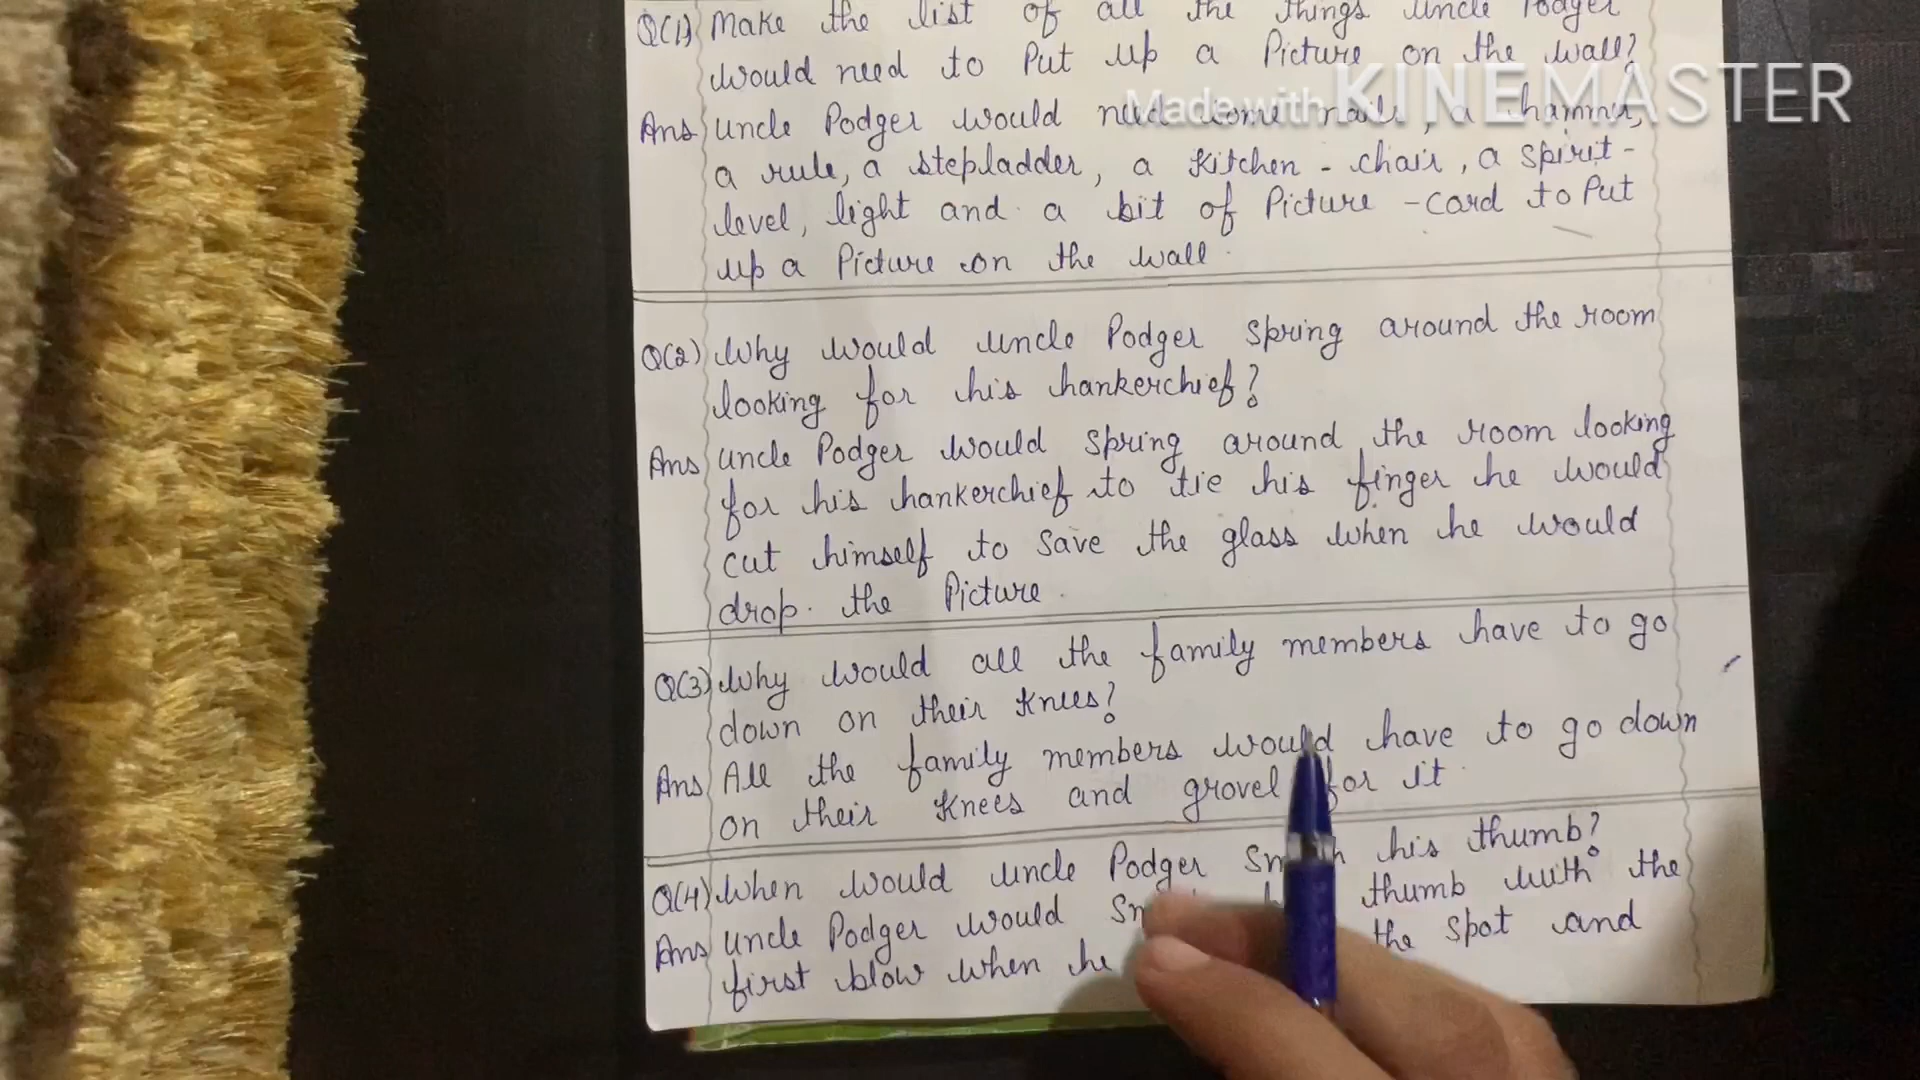 Q(1) Make the list of all the things Uncle Podger
would need to Put up a Picture on the wall?
Made with KINEMASTER
Ans Uncle Podger would need some nails, a hammer,
a rule, a stepladder, a kitchen - chair, a spirit-
level, light and a bit of Picture - card to Put
up a Picture on the wall.
Q(2) Why would Uncle Podger Spring around the room
looking for his hankerchief?
Ans Uncle Podger would spring around the room looking
for his hankerchief to tie his finger he would
cut himself to save the glass when he would
drop. the Picture.
Q(3) Why would all the family members have to go
down on their knees?
Ans All the family members would have to go down
on their knees and grovel for it.
Q(4) When would Uncle Podger his thumb?
Ans Uncle Podger would thumb with the
first blow when he the spot and